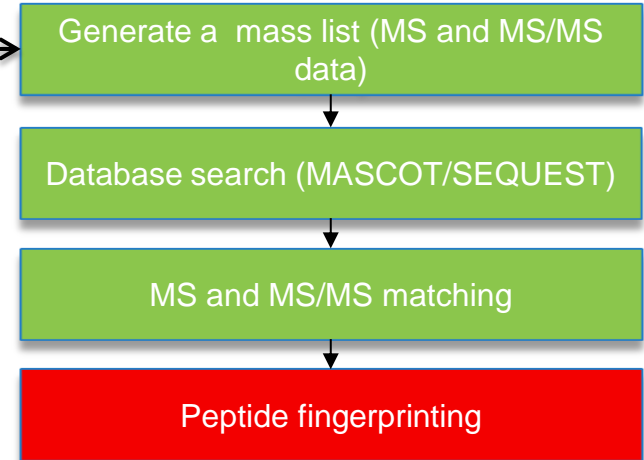 Generate a  mass list (MS and MS/MS
data)
Database search (MASCOT/SEQUEST)
MS and MS/MS matching
Peptide fingerprinting